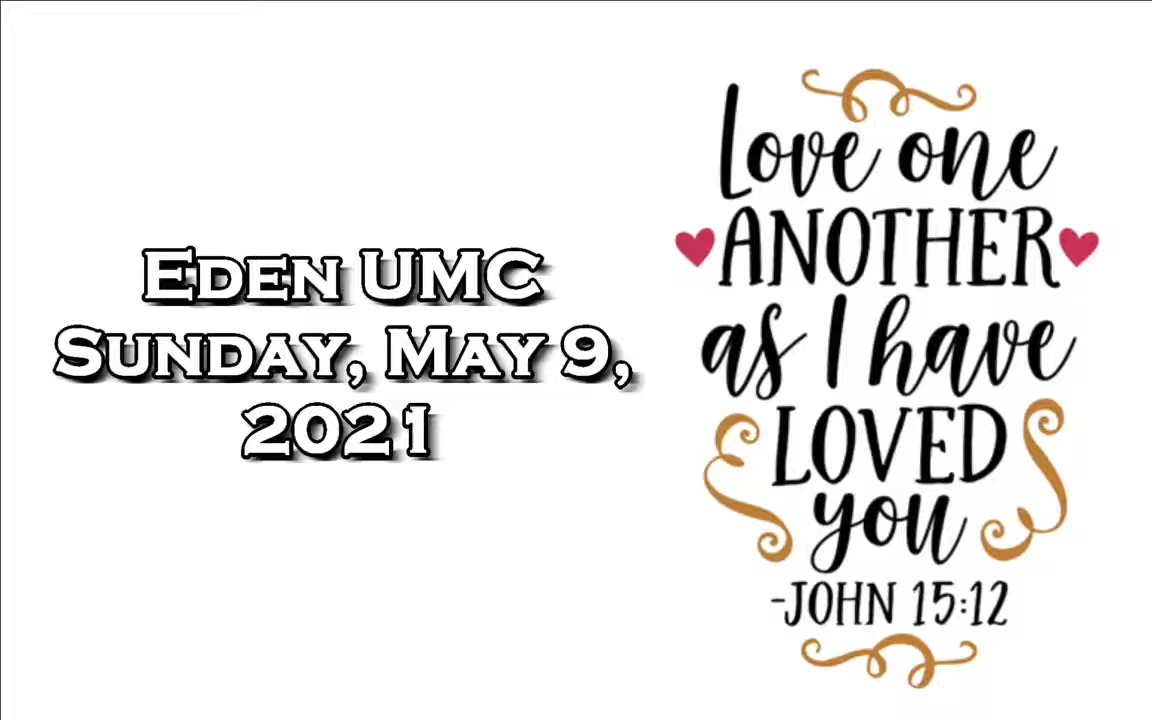 Eden UMC
Sunday, May 9,
2021
Love one
ANOTHER
as I have
LOVED
you
-JOHN 15:12